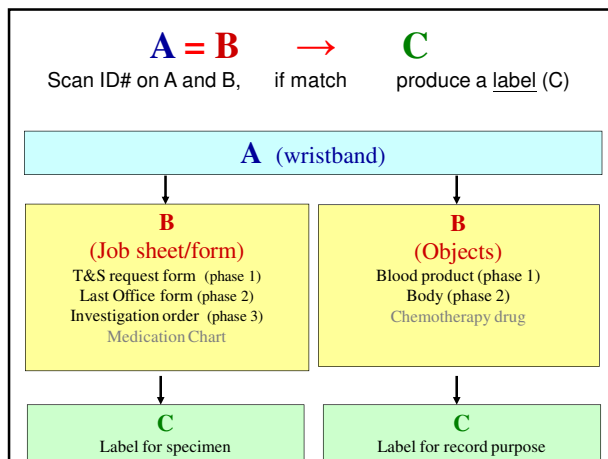 A = B → C
Scan ID# on A and B, if match produce a label (C)
A (wristband)
B
(Job sheet/form)
T&S request form (phase 1)
Last Office form (phase 2)
Investigation order (phase 3)
Medication Chart
B
(Objects)
Blood product (phase 1)
Body (phase 2)
Chemotherapy drug
C
Label for specimen
C
Label for record purpose